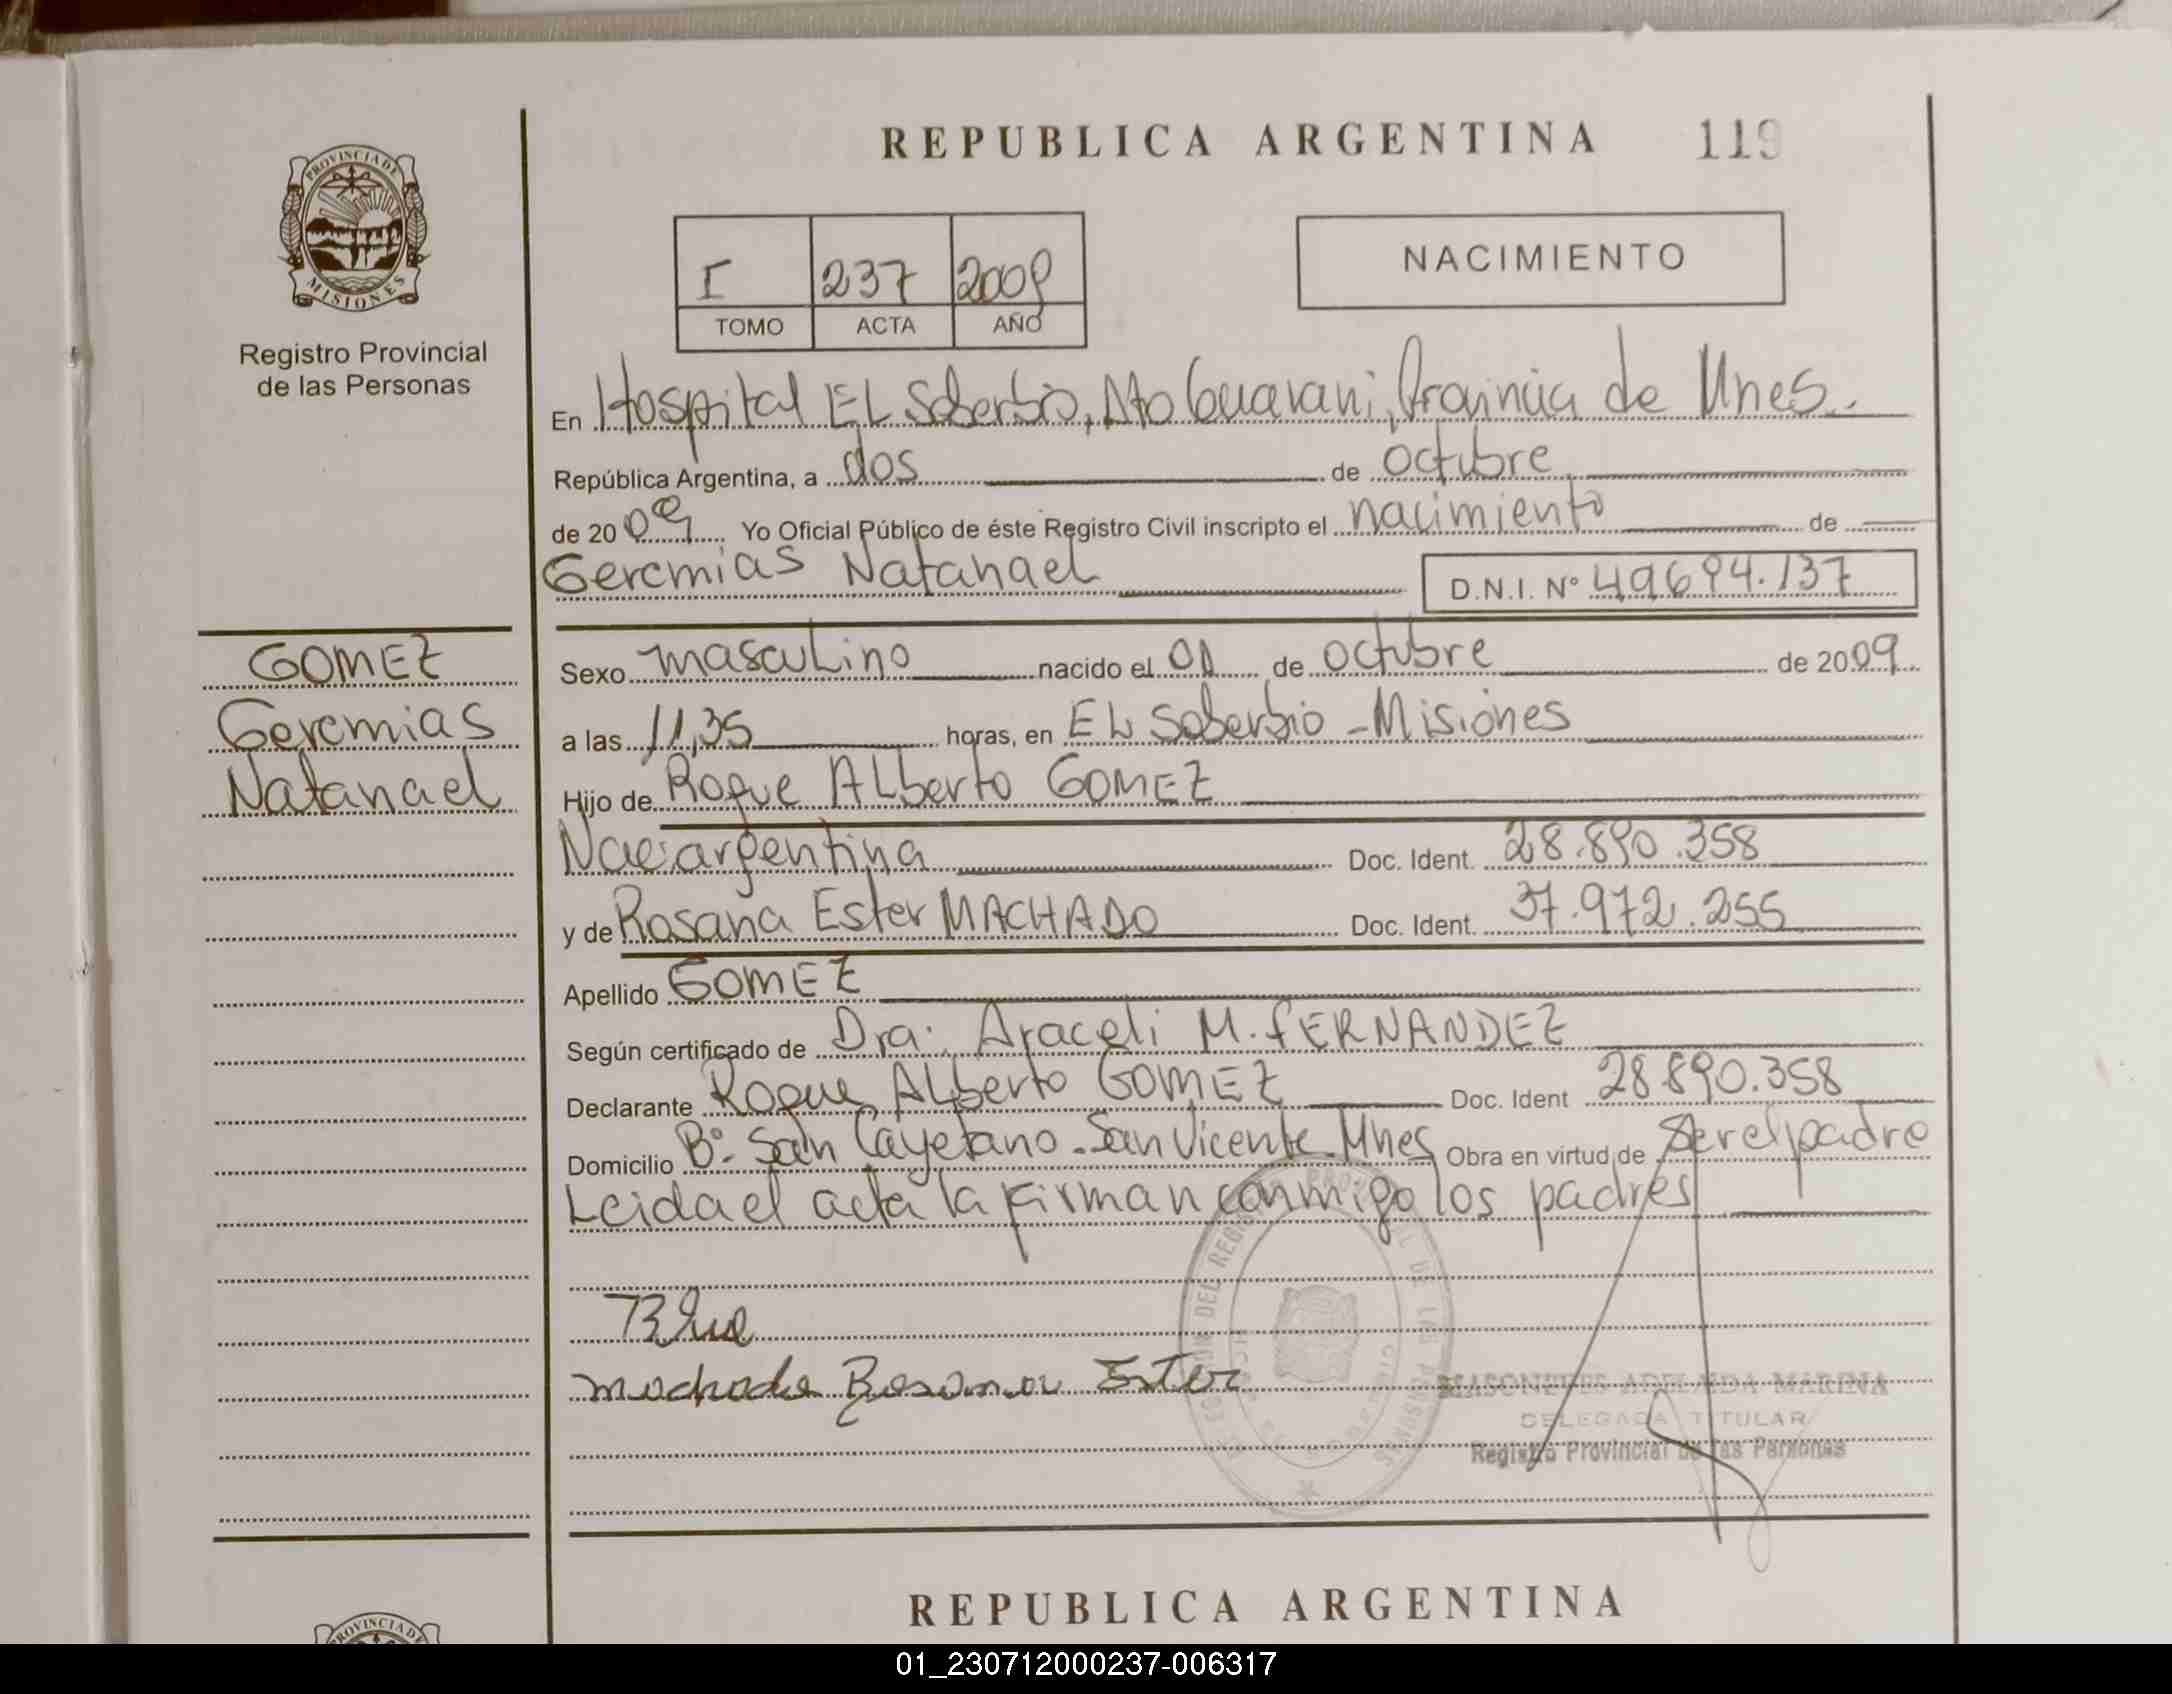 REPUBLICA ARGENTINA 119
PROVINCIA DE
MISIONES
Registro Provincial
de las Personas
I 237 2009
TOMO ACTA AÑO
NACIMIENTO
En Hospital EL Soberbio, Dto Guarani, Provincia de Mnes.
República Argentina, a dos de octubre
de 2009 Yo Oficial Público de éste Registro Civil inscripto el nacimiento de
Geremias Natanael D.N.I. Nº 49694.137
GOMEZ
Geremias
Natanael
Sexo masculino nacido el 01 de octubre de 2009
a las 11,35 horas, en EL Soberbio - Misiones
Hijo de Roque ALberto GOMEZ
Nac: argentina Doc. Ident. 28.890.358
y de Rosana Ester MACHADO Doc. Ident. 37.972.255
Apellido GOMEZ
Según certificado de Dra: Araceli M. FERNANDEZ
Declarante Roque ALberto GOMEZ Doc. Ident 28.890.358
Domicilio Bº San Cayetano - San Vicente. Mnes Obra en virtud de ser el padre
Leida el acta la firman conmigo los padres
machado Rosana Ester
ADELAIDA MARINA
DELEGADA TITULAR
Registro Provincial de las Personas
REPUBLICA ARGENTINA
PROVINCIA DE
01_230712000237-006317